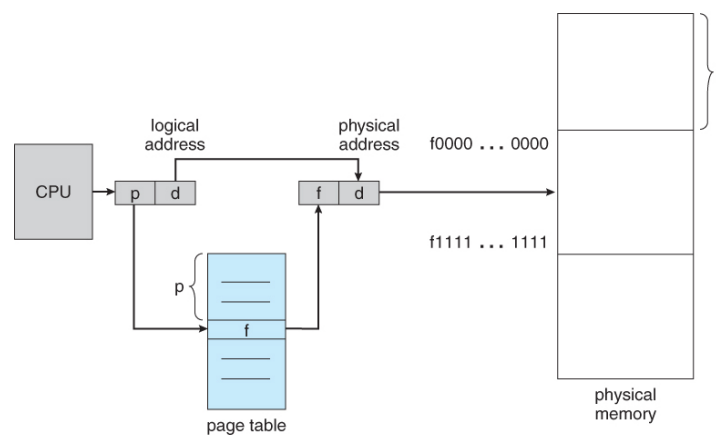 logical
address
physical
address
f0000 ... 0000
CPU
p
d
f
d
f1111 ... 1111
p
f
page table
physical
memory